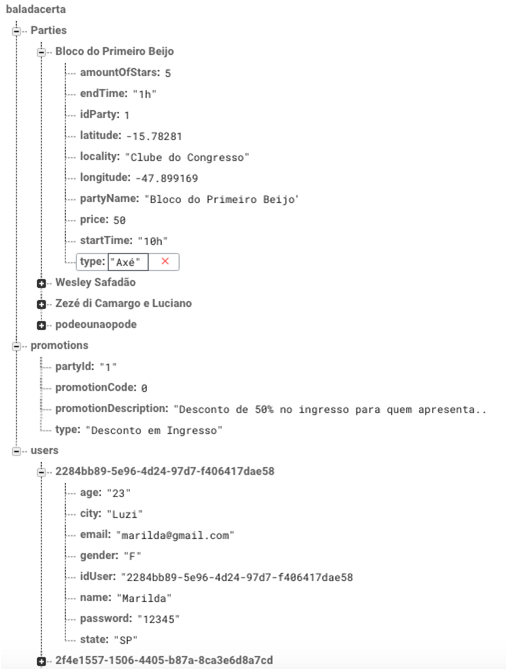 baladacerta
Parties
Bloco do Primeiro Beijo
amountOfStars: 5
endTime: "1h"
idParty: 1
latitude: -15.78281
locality: "Clube do Congresso"
longitude: -47.899169
partyName: "Bloco do Primeiro Beijo'
price: 50
startTime: "10h"
type: "Axé" ×
Wesley Safadão
Zezé di Camargo e Luciano
podeounaopode
promotions
partyId: "1"
promotionCode: 0
promotionDescription: "Desconto de 50% no ingresso para quem apresenta..
type: "Desconto em Ingresso"
users
2284bb89-5e96-4d24-97d7-f406417dae58
age: "23"
city: "Luzi"
email: "marilda@gmail.com"
gender: "F"
idUser: "2284bb89-5e96-4d24-97d7-f406417dae58
name: "Marilda"
password: "12345"
state: "SP"
2f4e1557-1506-4405-b87a-8ca3e6d8a7cd